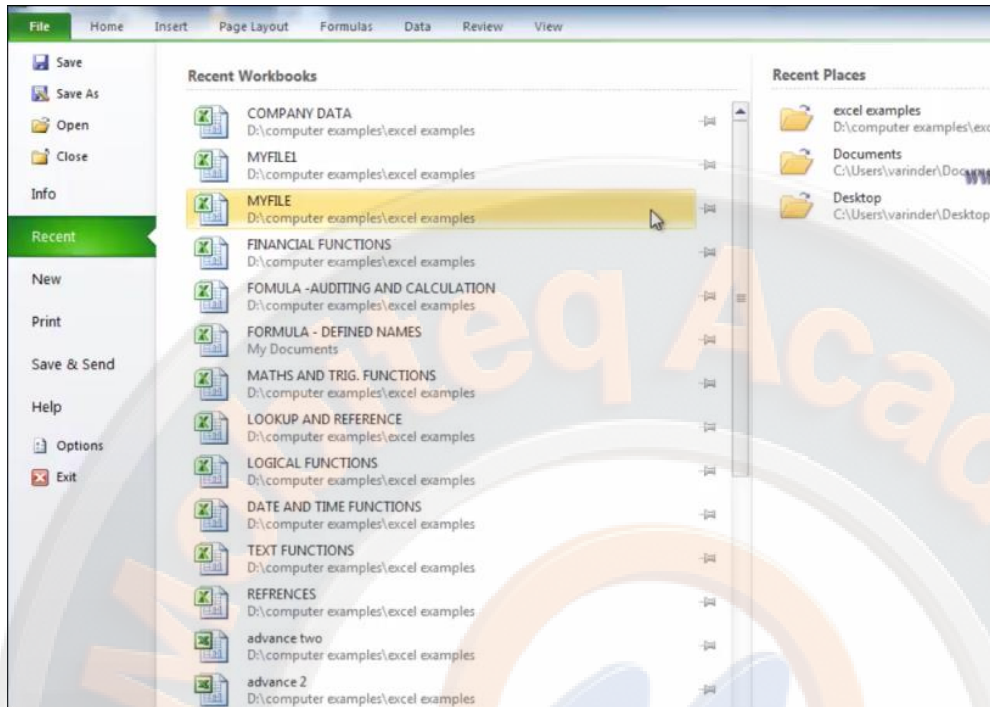 File Home Insert Page Layout Formulas Data Review View
Save
Save As
Open
Close
Info
Recent
New
Print
Save & Send
Help
Options
Exit
Recent Workbooks
COMPANY DATA
D:\computer examples\excel examples
MYFILE1
D:\computer examples\excel examples
MYFILE
D:\computer examples\excel examples
FINANCIAL FUNCTIONS
D:\computer examples\excel examples
FOMULA -AUDITING AND CALCULATION
D:\computer examples\excel examples
FORMULA - DEFINED NAMES
My Documents
MATHS AND TRIG. FUNCTIONS
D:\computer examples\excel examples
LOOKUP AND REFERENCE
D:\computer examples\excel examples
LOGICAL FUNCTIONS
D:\computer examples\excel examples
DATE AND TIME FUNCTIONS
D:\computer examples\excel examples
TEXT FUNCTIONS
D:\computer examples\excel examples
REFRENCES
D:\computer examples\excel examples
advance two
D:\computer examples\excel examples
advance 2
D:\computer examples\excel examples
Recent Places
excel examples
D:\computer examples\exc
Documents
C:\Users\varinder\Doc
Desktop
C:\Users\varinder\Desktop